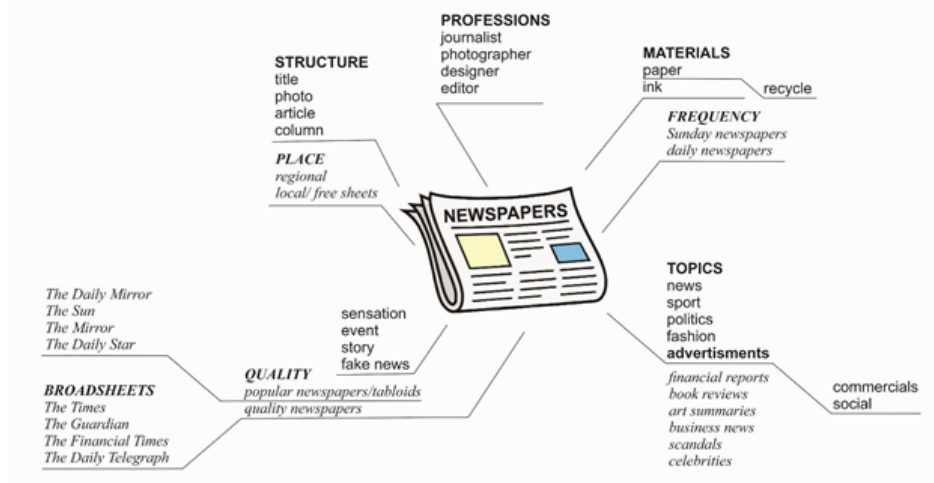 PROFESSIONS
journalist
photographer
designer
editor
STRUCTURE
title
photo
article
column
PLACE
regional
local/ free sheets
MATERIALS
paper
ink
recycle
FREQUENCY
Sunday newspapers
daily newspapers
NEWSPAPERS
TOPICS
news
sport
politics
fashion
advertisments
financial reports
book reviews
art summaries
business news
scandals
celebrities
commercials
social
sensation
event
story
fake news
QUALITY
popular newspapers/tabloids
quality newspapers
The Daily Mirror
The Sun
The Mirror
The Daily Star
BROADSHEETS
The Times
The Guardian
The Financial Times
The Daily Telegraph